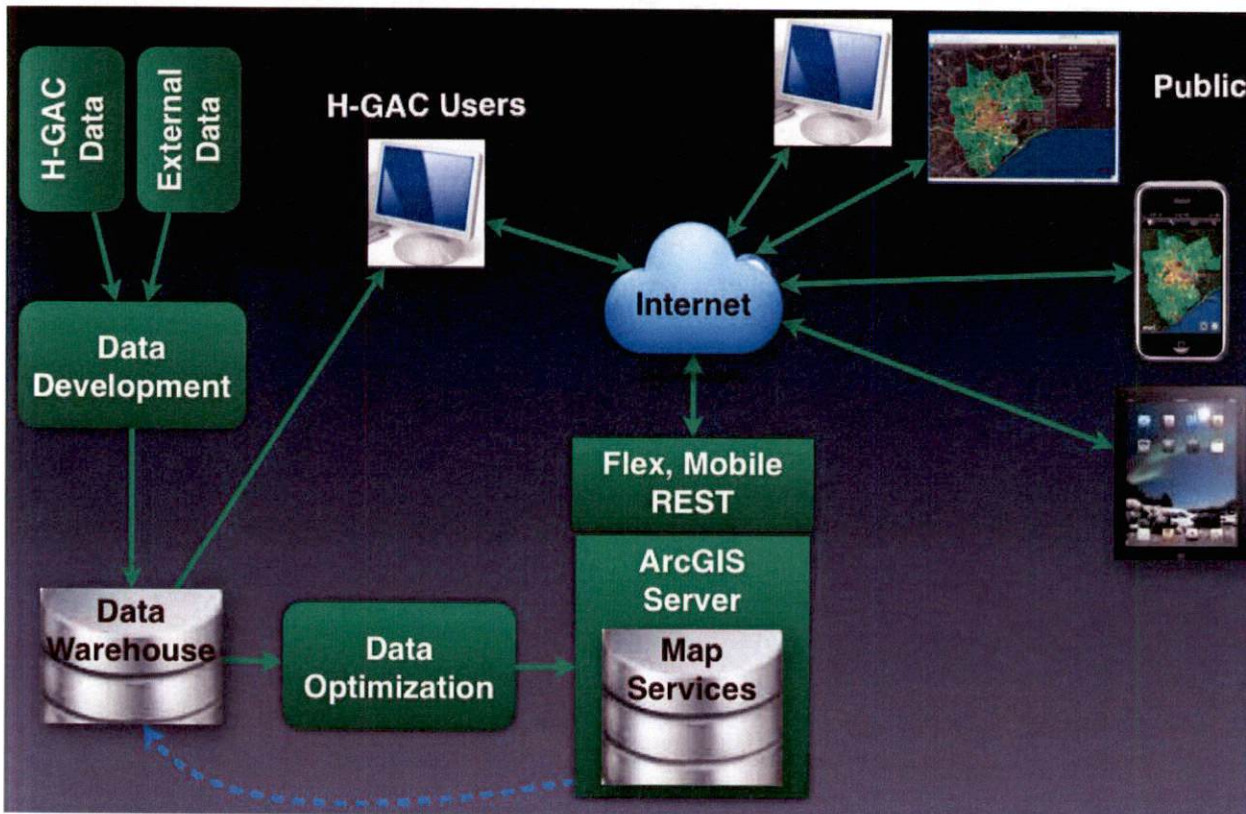 H-GAC
Data
External
Data
H-GAC Users
Public
Internet
Data
Development
Flex, Mobile
REST
ArcGIS
Server
Data
Warehouse
Data
Optimization
Map
Services